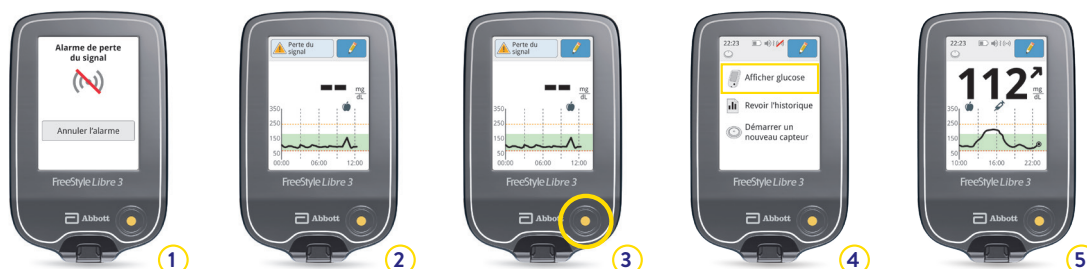 Alarme de perte
du signal
Annuler l'alarme
FreeStyle Libre 3
Abbott
1
Perte du
signal
--
mg
dL
350
250
150
50
00:00 06:00 12:00
FreeStyle Libre 3
Abbott
2
Perte du
signal
--
mg
dL
350
250
150
50
00:00 06:00 12:00
FreeStyle Libre 3
Abbott
3
22:23
Afficher glucose
Revoir l'historique
Démarrer un
nouveau capteur
FreeStyle Libre 3
Abbott
4
22:23
112
mg
dL
350
250
150
50
10:00 16:00 22:00
FreeStyle Libre 3
Abbott
5